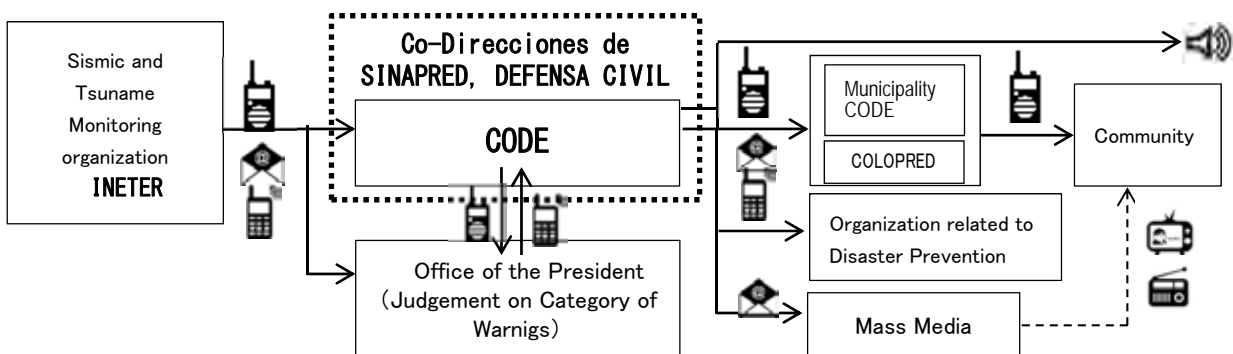 Sismic and
Tsuname
Monitoring
organization
INETER
Co-Direcciones de
SINAPRED, DEFENSA CIVIL
CODE
Office of the President
(Judgement on Category of
Warnigs)
Municipality
CODE
COLOPRED
Community
Organization related to
Disaster Prevention
Mass Media